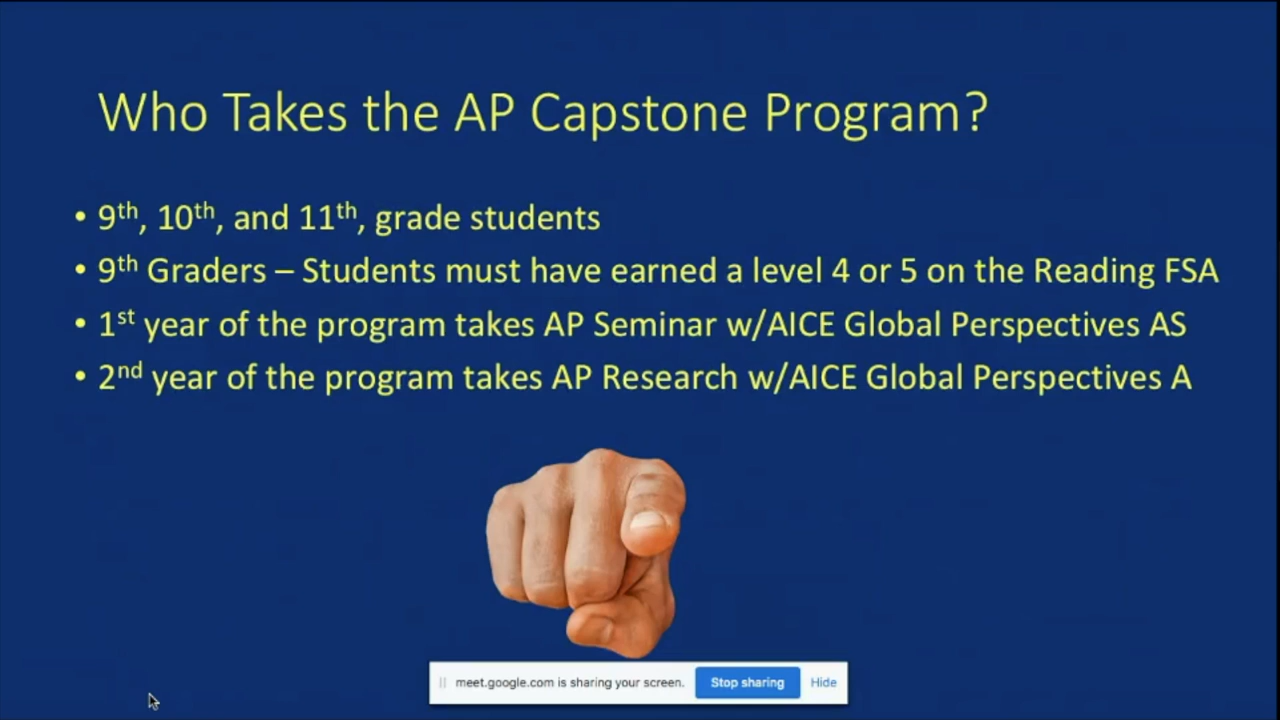 Who Takes the AP Capstone Program?
• 9th, 10th, and 11th, grade students
• 9th Graders – Students must have earned a level 4 or 5 on the Reading FSA
• 1st year of the program takes AP Seminar w/AICE Global Perspectives AS
• 2nd year of the program takes AP Research w/AICE Global Perspectives A
meet.google.com is sharing your screen. Stop sharing Hide